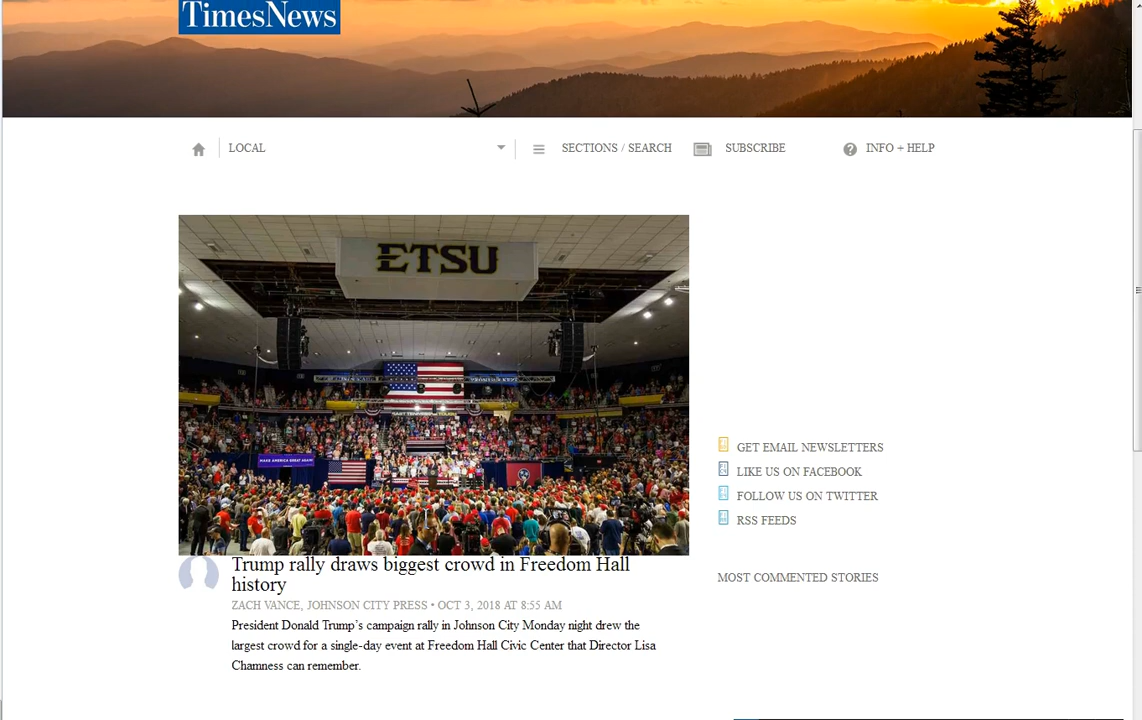 TimesNews
LOCAL
SECTIONS / SEARCH
SUBSCRIBE
INFO + HELP
ETSU
MAKE AMERICA GREAT AGAIN!
GET EMAIL NEWSLETTERS
LIKE US ON FACEBOOK
FOLLOW US ON TWITTER
RSS FEEDS
Trump rally draws biggest crowd in Freedom Hall
history
ZACH VANCE, JOHNSON CITY PRESS • OCT 3, 2018 AT 8:55 AM
President Donald Trump’s campaign rally in Johnson City Monday night drew the
largest crowd for a single-day event at Freedom Hall Civic Center that Director Lisa
Chamness can remember.
MOST COMMENTED STORIES